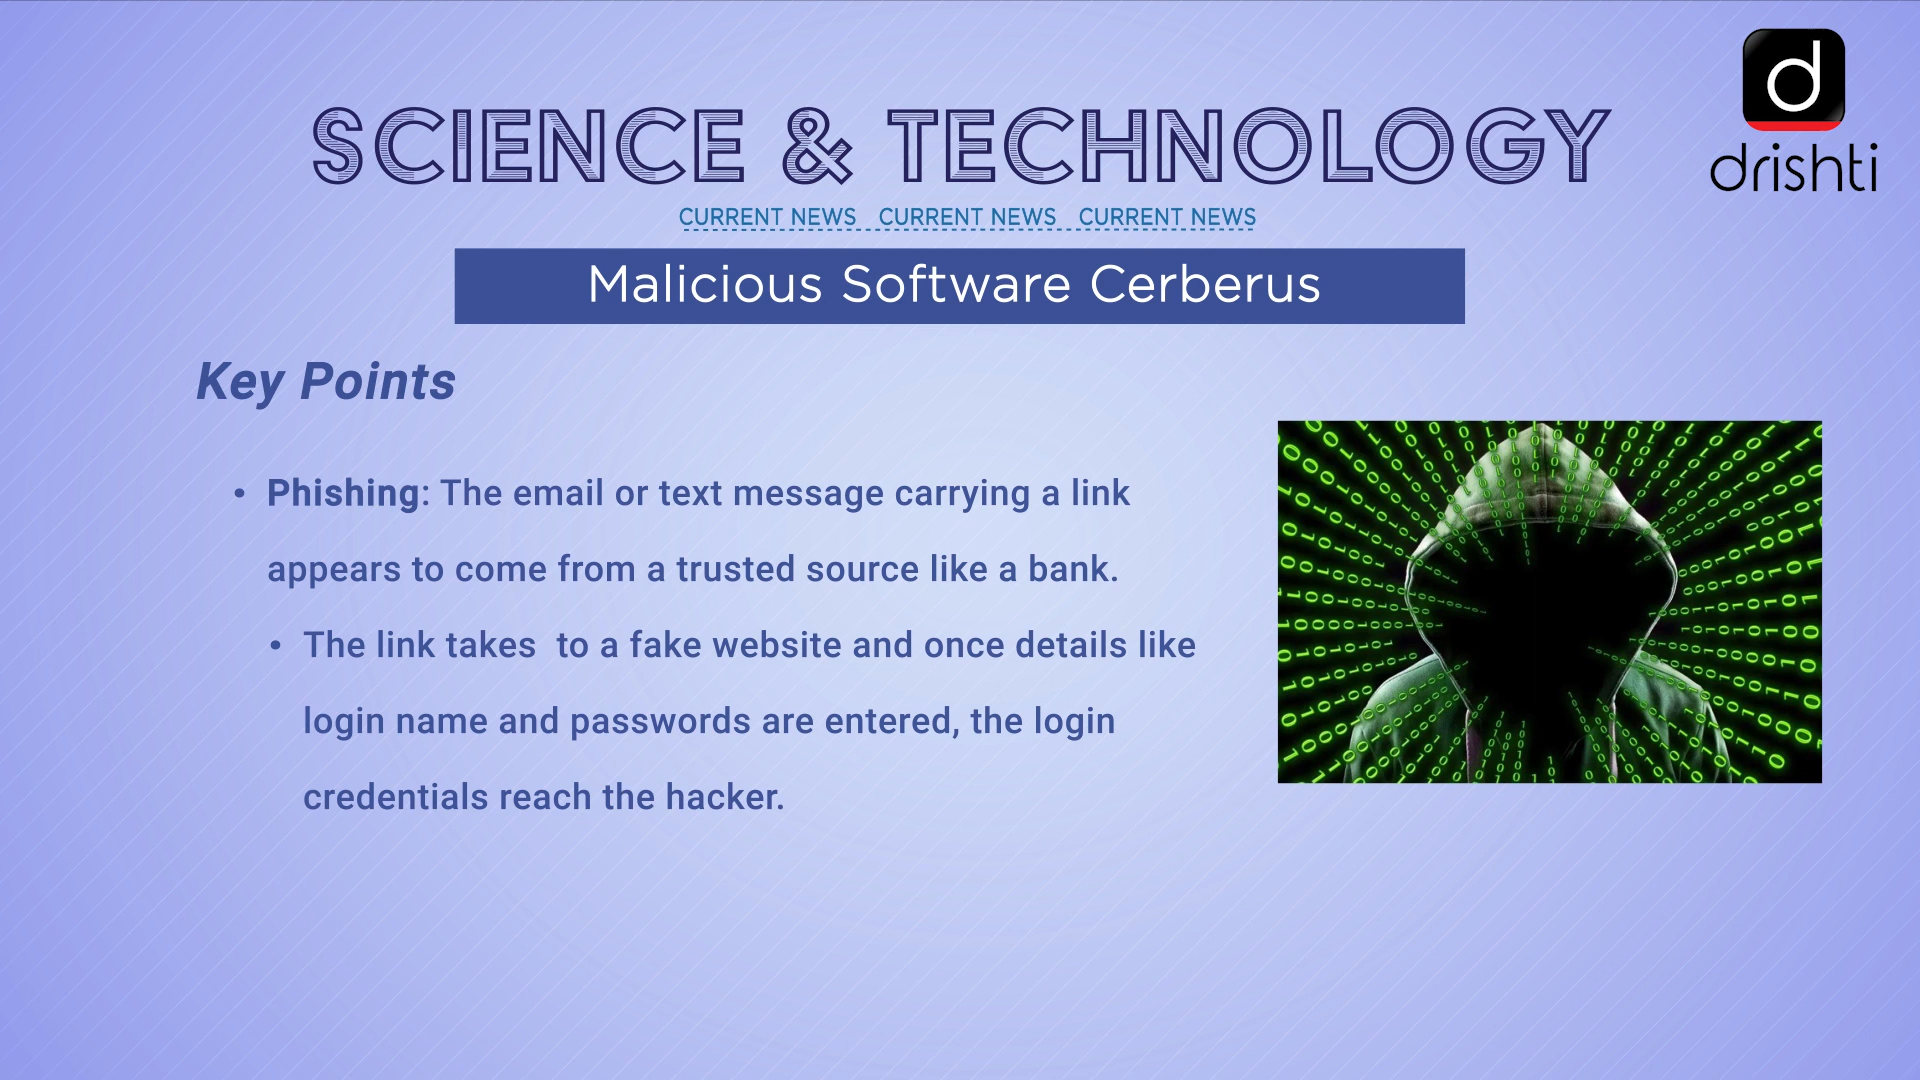 SCIENCE & TECHNOLOGY
d
drishti
CURRENT NEWS CURRENT NEWS CURRENT NEWS
Malicious Software Cerberus
Key Points
• Phishing: The email or text message carrying a link
appears to come from a trusted source like a bank.
• The link takes  to a fake website and once details like
login name and passwords are entered, the login
credentials reach the hacker.